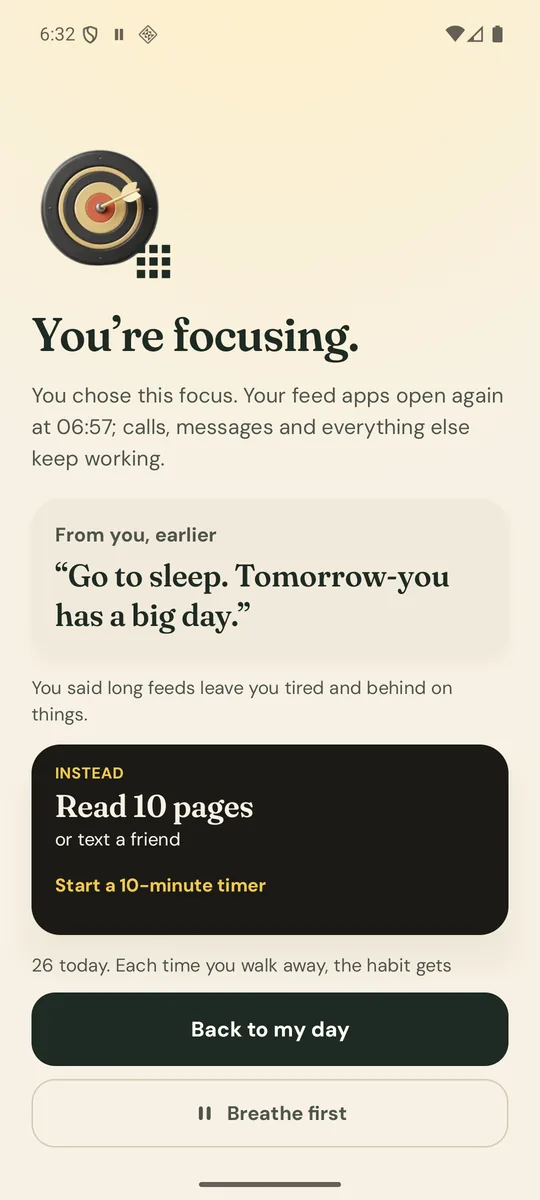 6:32
You’re focusing.
You chose this focus. Your feed apps open again
at 06:57; calls, messages and everything else
keep working.
From you, earlier
“Go to sleep. Tomorrow-you
has a big day.”
You said long feeds leave you tired and behind on
things.
INSTEAD
Read 10 pages
or text a friend
Start a 10-minute timer
26 today. Each time you walk away, the habit gets
Back to my day
Breathe first